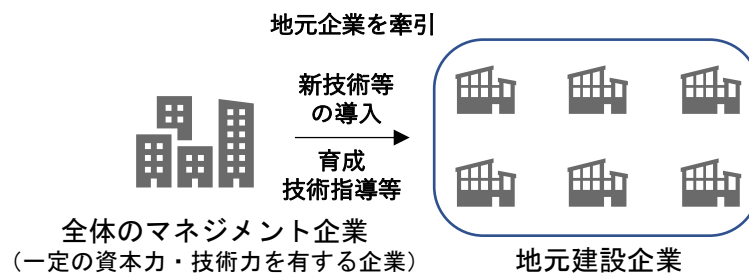 地元企業を牽引
新技術等
の導入
育成
技術指導等
全体のマネジメント企業
（一定の資本力・技術力を有する企業）
地元建設企業